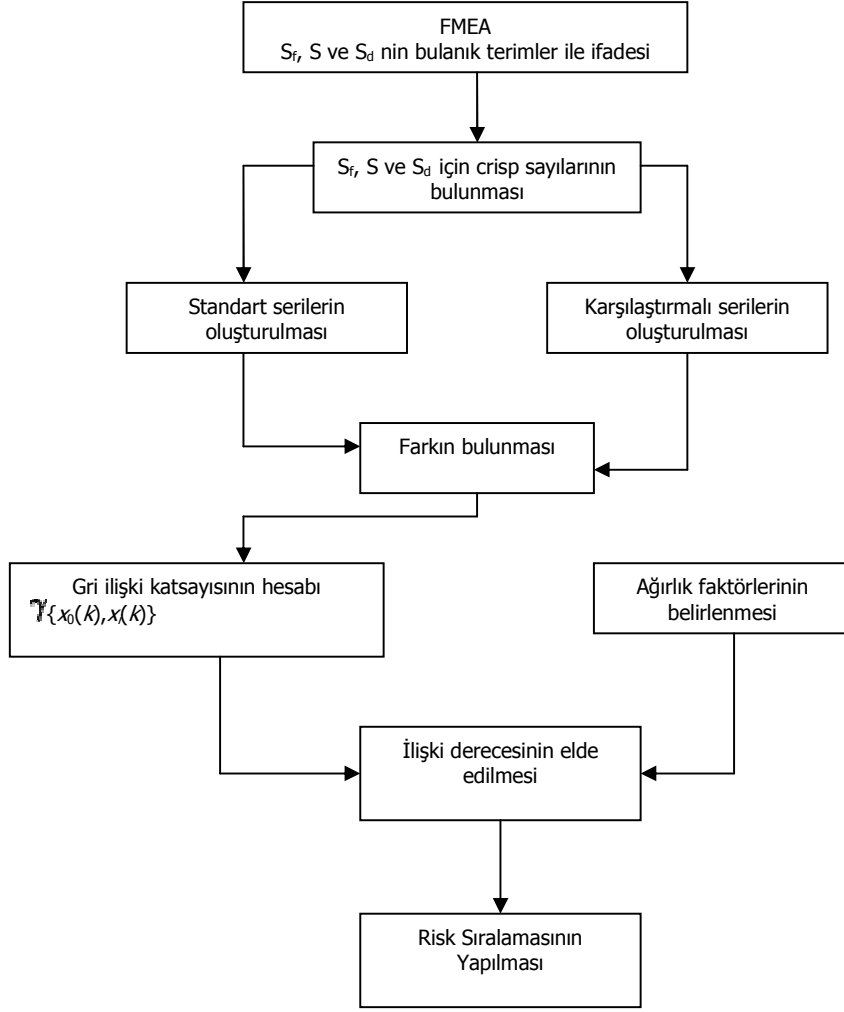 FMEA
Sf, S ve Sd nin bulanık terimler ile ifadesi
Sf, S ve Sd için crisp sayılarının
bulunması
Standart serilerin
oluşturulması
Karşılaştırmalı serilerin
oluşturulması
Farkın bulunması
Gri ilişki katsayısının hesabı
γ{x0(k),xi(k)}
Ağırlık faktörlerinin
belirlenmesi
İlişki derecesinin elde
edilmesi
Risk Sıralamasının
Yapılması